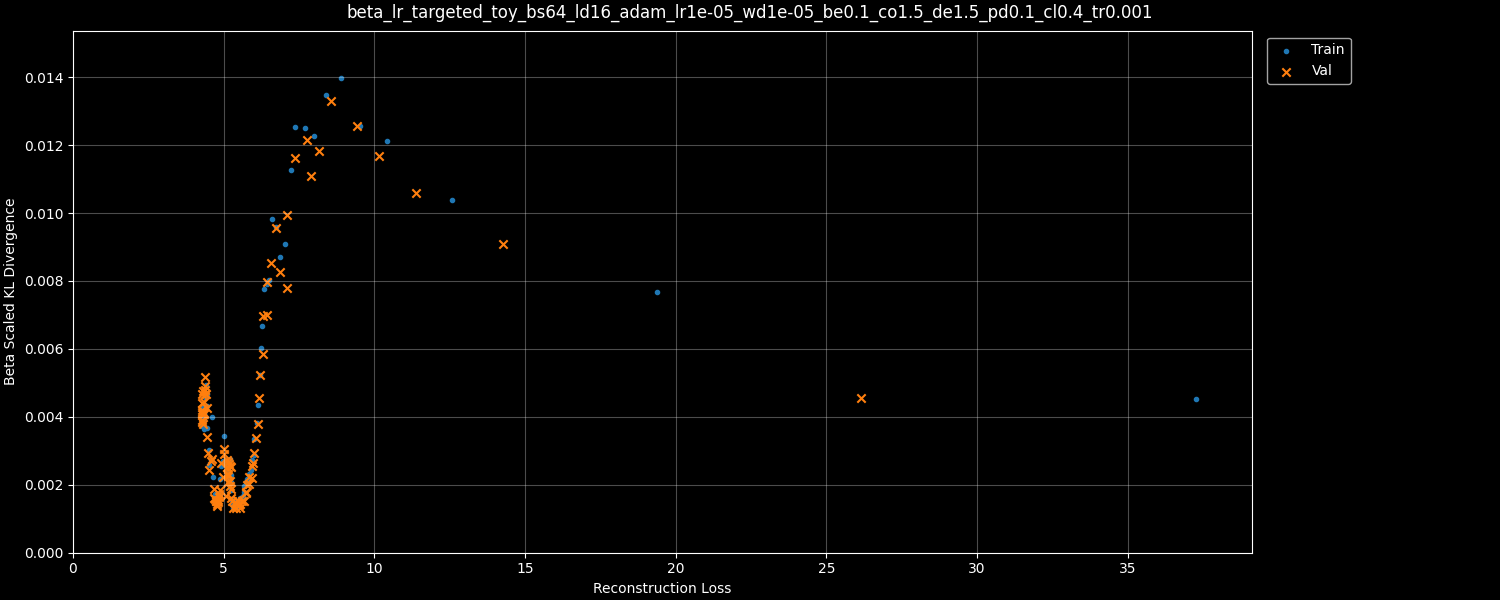 beta_lr_targeted_toy_bs64_ld16_adam_lr1e-05_wd1e-05_be0.1_co1.5_de1.5_pd0.1_cl0.4_tr0.001
Train
Val
Beta Scaled KL Divergence
0.014
0.012
0.010
0.008
0.006
0.004
0.002
0.000
0 5 10 15 20 25 30 35
Reconstruction Loss